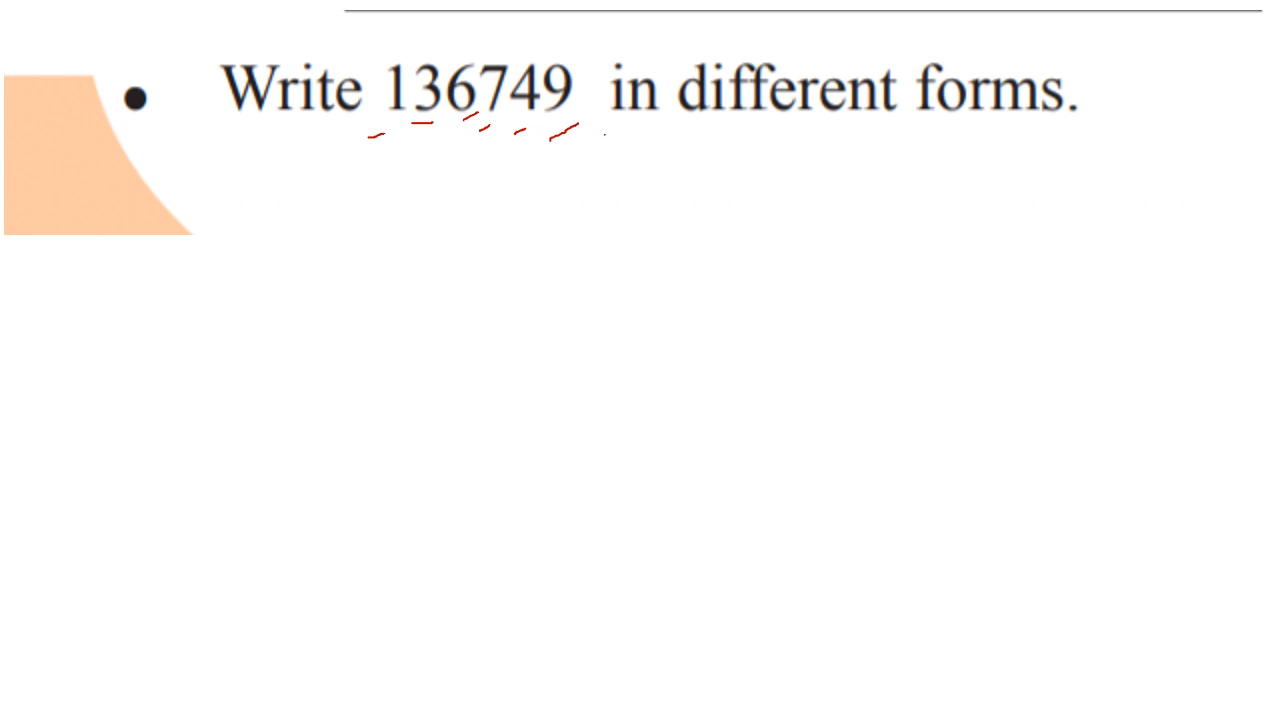 • Write 136749 in different forms.